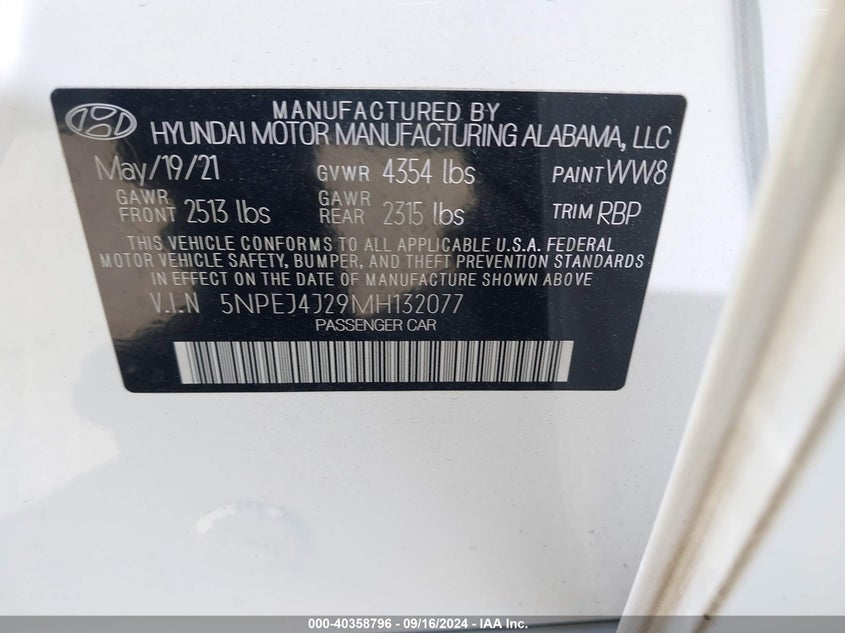 MANUFACTURED BY
HYUNDAI MOTOR MANUFACTURING ALABAMA, LLC
May/19/21 GVWR 4354 lbs PAINT WW8
GAWR FRONT 2513 lbs GAWR REAR 2315 lbs TRIM RBP
THIS VEHICLE CONFORMS TO ALL APPLICABLE U.S.A. FEDERAL
MOTOR VEHICLE SAFETY, BUMPER, AND THEFT PREVENTION STANDARDS
IN EFFECT ON THE DATE OF MANUFACTURE SHOWN ABOVE
V.I.N 5NPEJ4J29MH132077
PASSENGER CAR
000-40358796 - 09/16/2024 - IAA Inc.